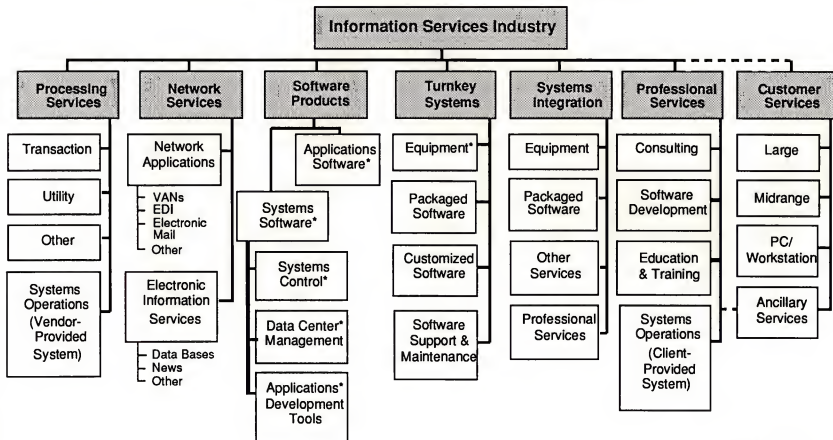 Information Services Industry
Processing
Services
Network
Services
Software
Products
Turnkey
Systems
Systems
Integration
Professional
Services
Customer
Services
Transaction
Utility
Other
Systems
Operations
(Vendor-
Provided
System)
Network
Applications
VANs
EDI
Electronic
Mail
Other
Electronic
Information
Services
Data Bases
News
Other
Applications
Software*
Systems
Software*
Systems
Control*
Data Center*
Management
Applications*
Development
Tools
Equipment*
Packaged
Software
Customized
Software
Software
Support &
Maintenance
Equipment
Packaged
Software
Other
Services
Professional
Services
Consulting
Software
Development
Education
& Training
Systems
Operations
(Client-
Provided
System)
Large
Midrange
PC/
Workstation
Ancillary
Services